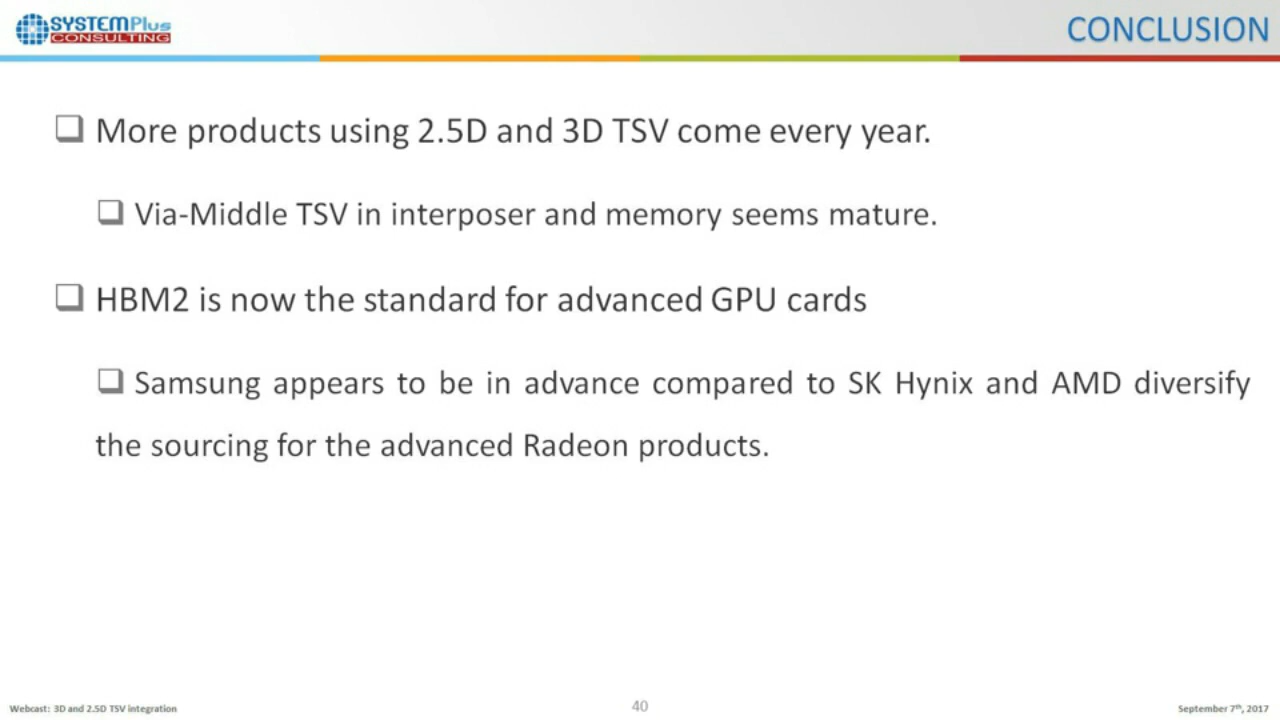 SYSTEMPlus
CONSULTING
CONCLUSION
More products using 2.5D and 3D TSV come every year.
Via-Middle TSV in interposer and memory seems mature.
HBM2 is now the standard for advanced GPU cards
Samsung appears to be in advance compared to SK Hynix and AMD diversify
the sourcing for the advanced Radeon products.
Webcast: 3D and 2.5D TSV integration
40
September 7th, 2017